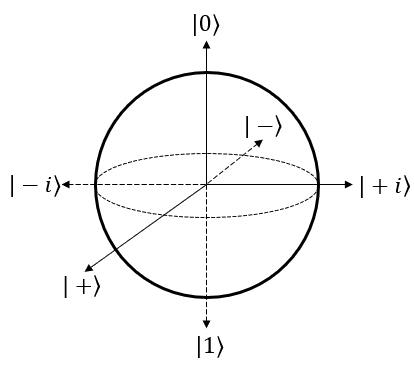 |0⟩
|−⟩
|− i⟩
|+ i⟩
|+⟩
|1⟩